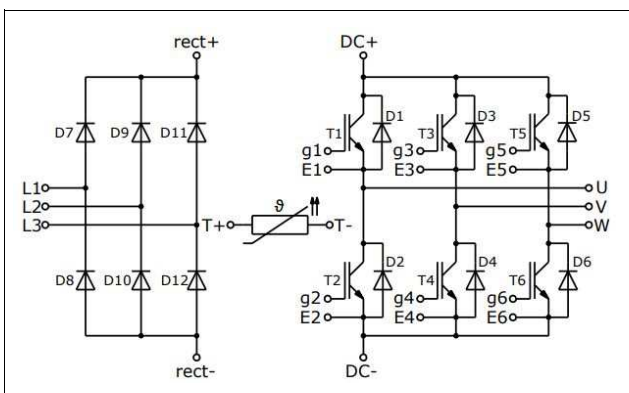 rect+ DC+
D7 D9 D11 T1 D1 T3 D3 T5 D5
g1 g3 g5
E1 E3 E5
L1 U
L2 V
L3 T+ ϑ T- W
D8 D10 D12 T2 D2 T4 D4 T6 D6
g2 g4 g6
E2 E4 E6
rect- DC-